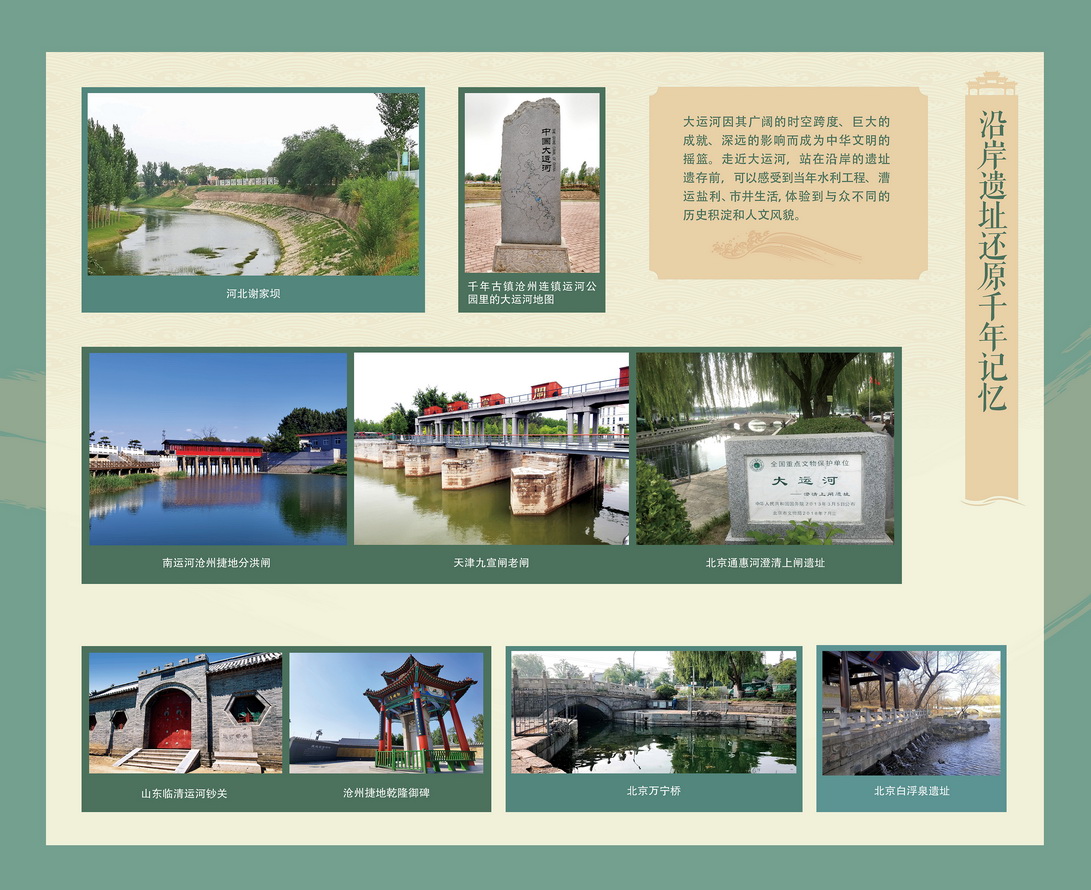 沿岸遗址还原千年记忆
大运河因其广阔的时空跨度、巨大的
成就、深远的影响而成为中华文明的
摇篮。走近大运河，站在沿岸的遗址
遗存前，可以感受到当年水利工程、漕
运盐利、市井生活,体验到与众不同的
历史积淀和人文风貌。
中国大运河
河北谢家坝
千年古镇沧州连镇运河公
园里的大运河地图
闸
全国重点文物保护单位
大运河
——澄清上闸遗址
南运河沧州捷地分洪闸
天津九宣闸老闸
北京通惠河澄清上闸遗址
山东临清运河钞关
沧州捷地乾隆御碑
北京万宁桥
北京白浮泉遗址